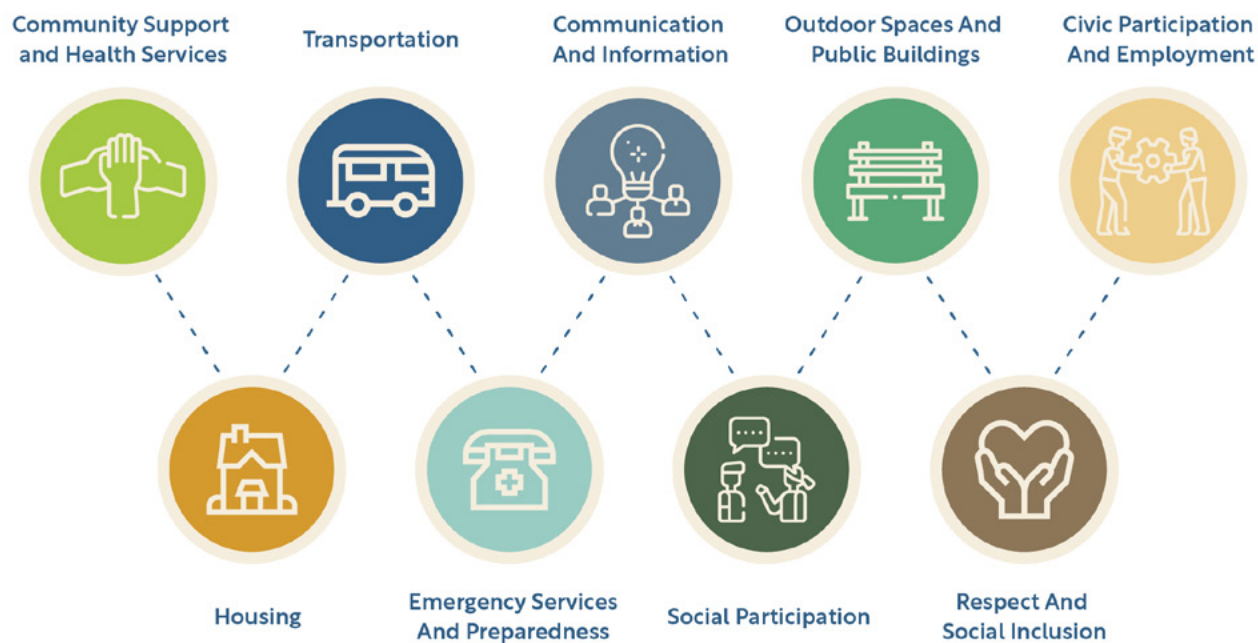 Community Support
and Health Services
Transportation
Communication
And Information
Outdoor Spaces And
Public Buildings
Civic Participation
And Employment
Housing
Emergency Services
And Preparedness
Social Participation
Respect And
Social Inclusion